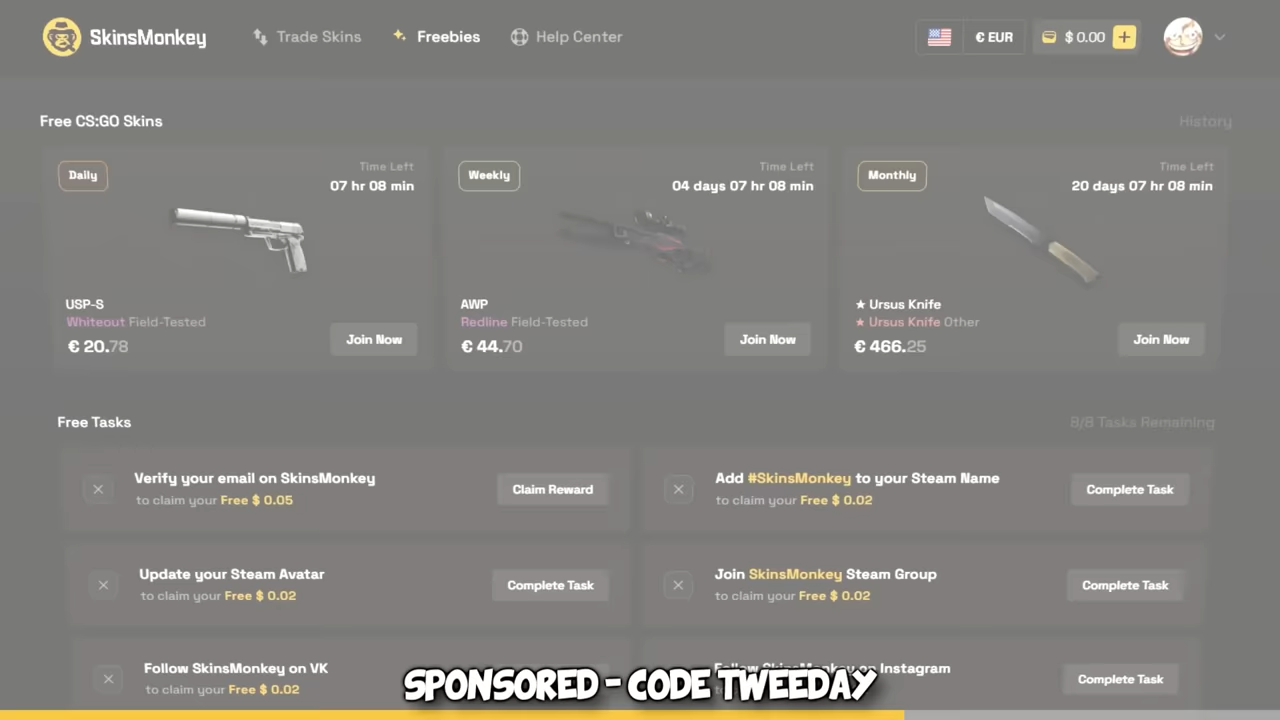 SkinsMonkey
Trade Skins
Freebies
Help Center
€ EUR
$ 0.00
+
Free CS:GO Skins
History
Daily
Time Left
07 hr 08 min
USP-S
Whiteout Field-Tested
€ 20.78
Join Now
Weekly
Time Left
04 days 07 hr 08 min
AWP
Redline Field-Tested
€ 44.70
Join Now
Monthly
Time Left
20 days 07 hr 08 min
★ Ursus Knife
★ Ursus Knife Other
€ 466.25
Join Now
Free Tasks
8/8 Tasks Remaining
Verify your email on SkinsMonkey
to claim your Free $ 0.05
Claim Reward
Add #SkinsMonkey to your Steam Name
to claim your Free $ 0.02
Complete Task
Update your Steam Avatar
to claim your Free $ 0.02
Complete Task
Join SkinsMonkey Steam Group
to claim your Free $ 0.02
Complete Task
Follow SkinsMonkey on VK
to claim your Free $ 0.02
Follow SkinsMonkey on Instagram
Complete Task
SPONSORED - CODE TWEEDAY